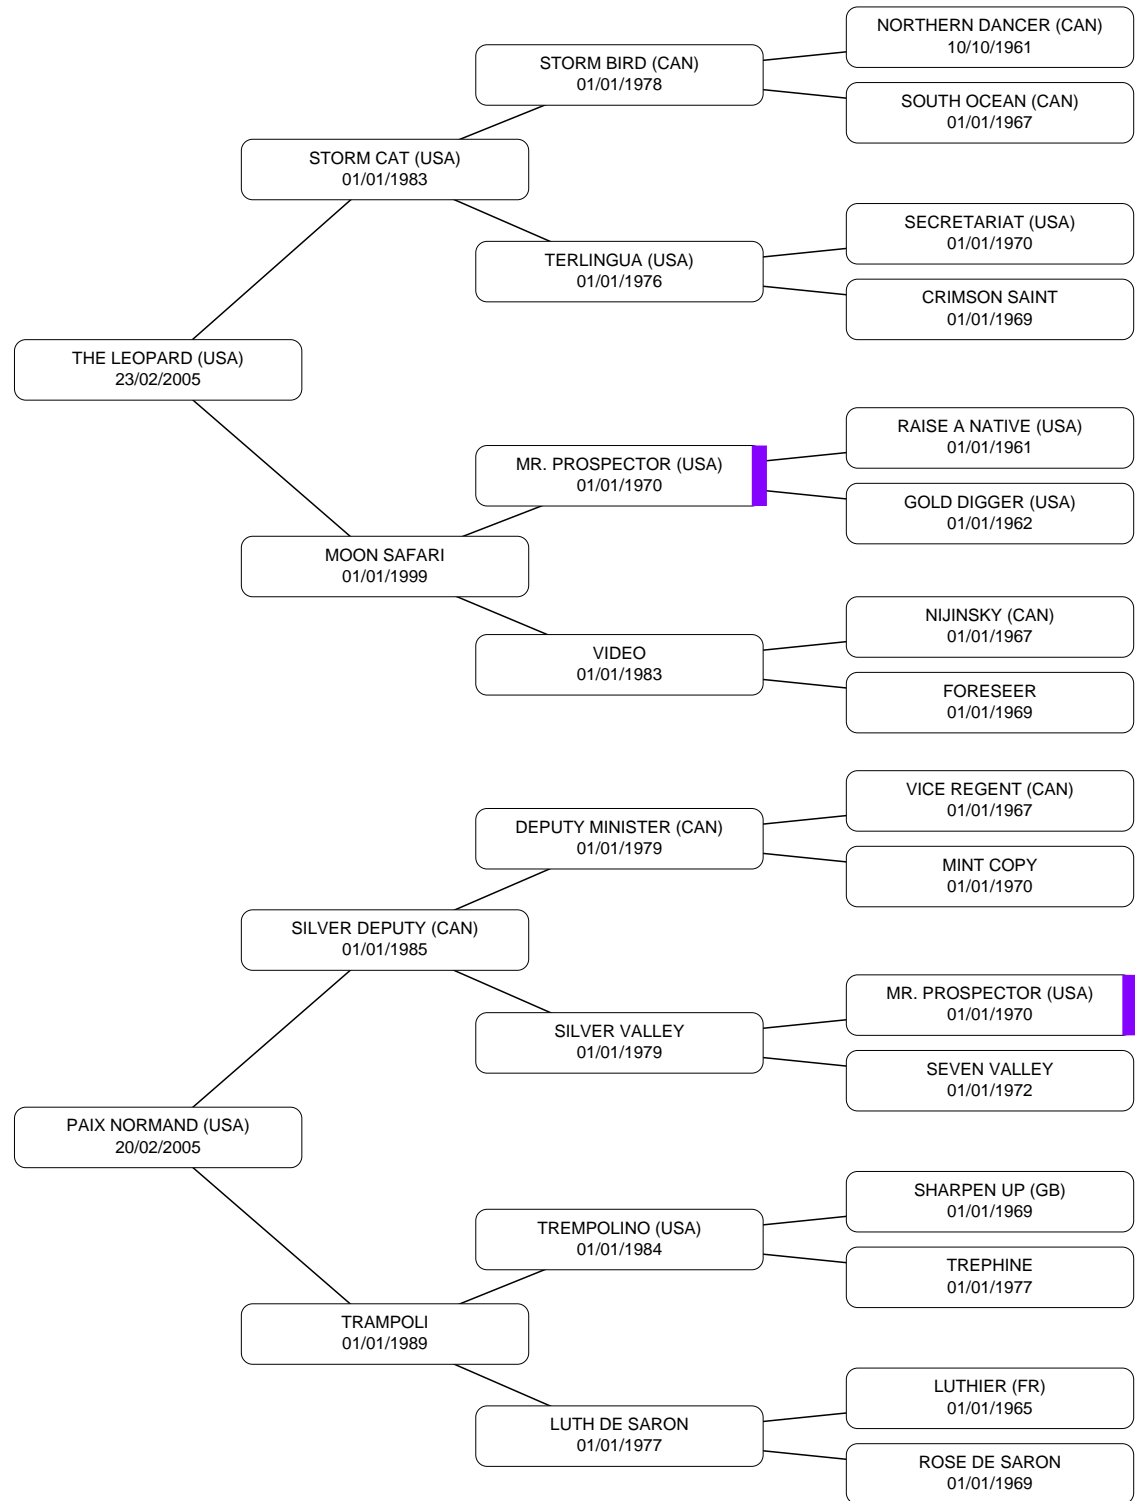 NORTHERN DANCER (CAN)
10/10/1961
STORM BIRD (CAN)
01/01/1978
SOUTH OCEAN (CAN)
01/01/1967
STORM CAT (USA)
01/01/1983
SECRETARIAT (USA)
01/01/1970
TERLINGUA (USA)
01/01/1976
CRIMSON SAINT
01/01/1969
THE LEOPARD (USA)
23/02/2005
RAISE A NATIVE (USA)
01/01/1961
MR. PROSPECTOR (USA)
01/01/1970
GOLD DIGGER (USA)
01/01/1962
MOON SAFARI
01/01/1999
NIJINSKY (CAN)
01/01/1967
VIDEO
01/01/1983
FORESEER
01/01/1969
VICE REGENT (CAN)
01/01/1967
DEPUTY MINISTER (CAN)
01/01/1979
MINT COPY
01/01/1970
SILVER DEPUTY (CAN)
01/01/1985
MR. PROSPECTOR (USA)
01/01/1970
SILVER VALLEY
01/01/1979
SEVEN VALLEY
01/01/1972
PAIX NORMAND (USA)
20/02/2005
SHARPEN UP (GB)
01/01/1969
TREMPOLINO (USA)
01/01/1984
TREPHINE
01/01/1977
TRAMPOLI
01/01/1989
LUTHIER (FR)
01/01/1965
LUTH DE SARON
01/01/1977
ROSE DE SARON
01/01/1969